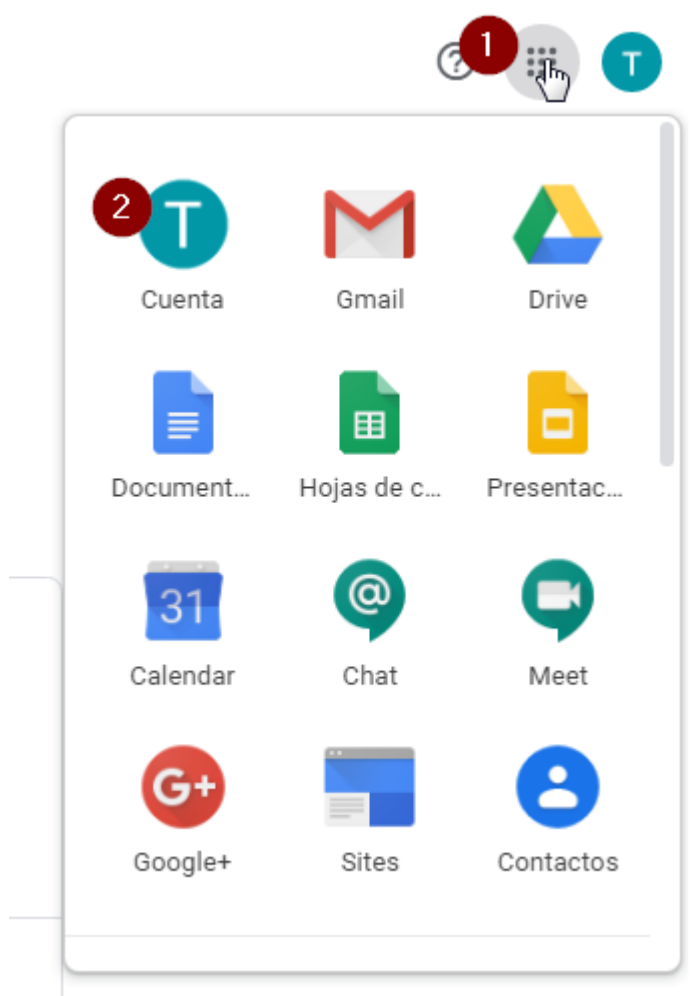 ? 1 T
2 T
Cuenta Gmail Drive
Document... Hojas de c... Presentac...
31 @
Calendar Chat Meet
G+
Google+ Sites Contactos